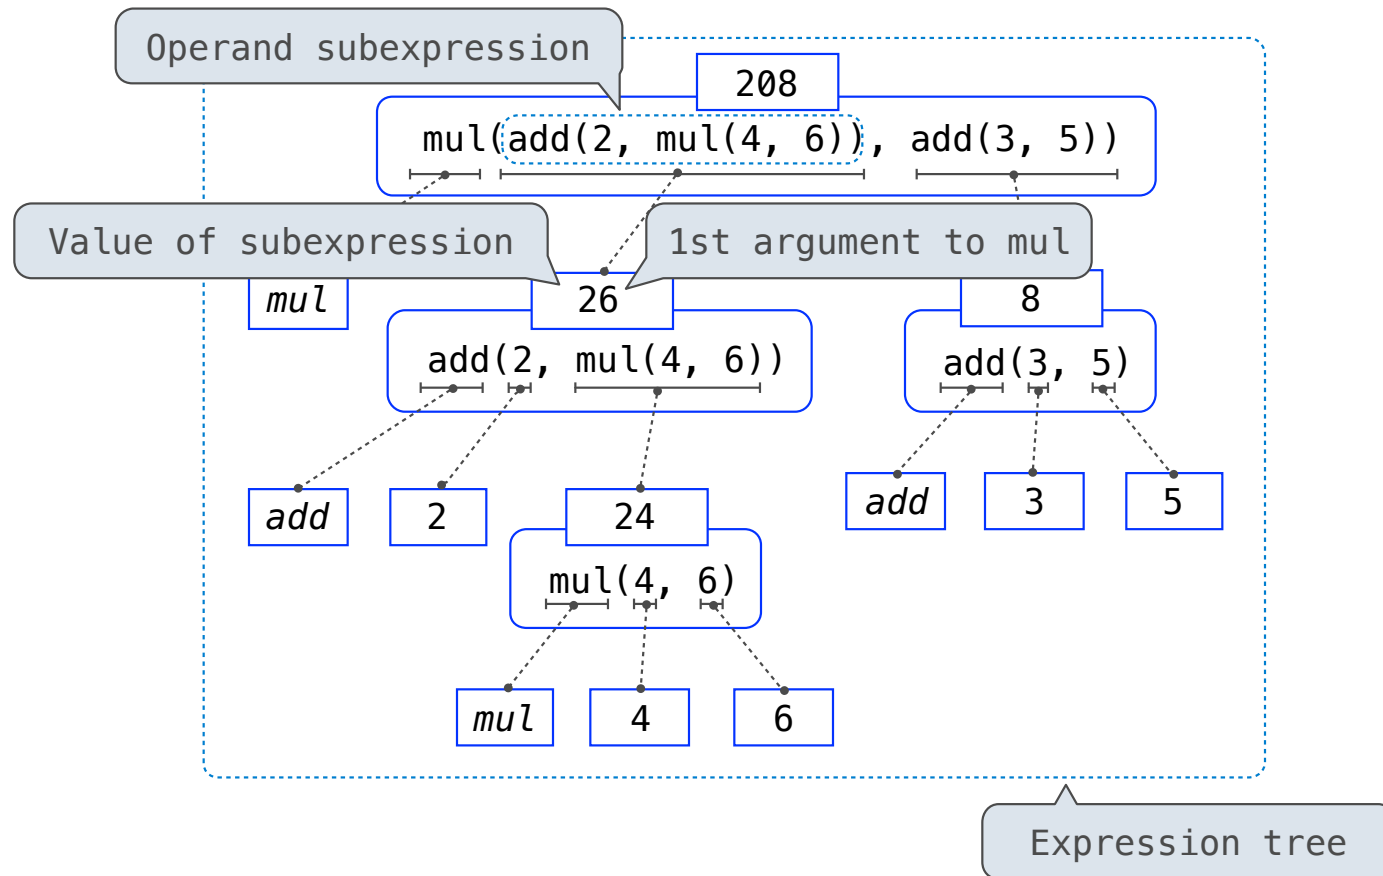 Operand subexpression
208
mul(add(2, mul(4, 6)), add(3, 5))
Value of subexpression
1st argument to mul
mul
26
8
add(2, mul(4, 6))
add(3, 5)
add
2
24
add
3
5
mul(4, 6)
mul
4
6
Expression tree